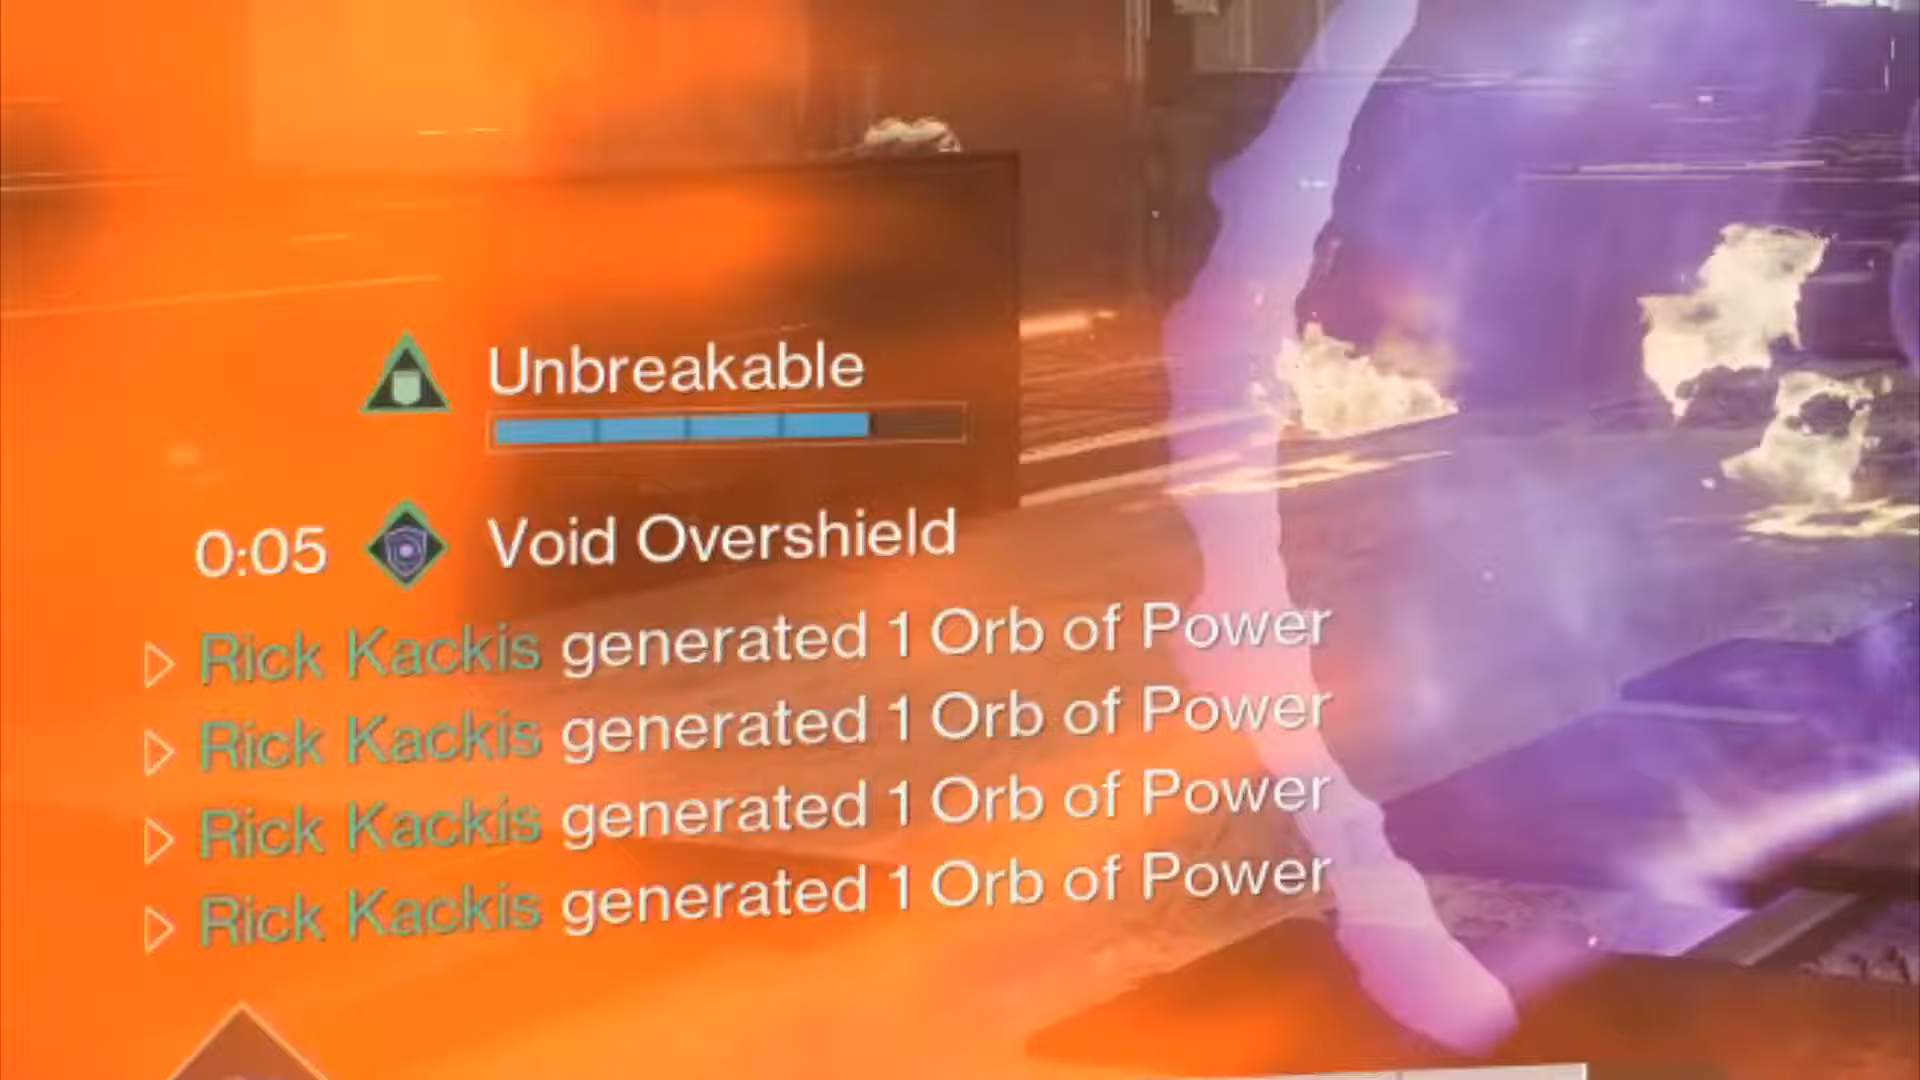 Unbreakable
0:05 Void Overshield
Rick Kackis generated 1 Orb of Power
Rick Kackis generated 1 Orb of Power
Rick Kackis generated 1 Orb of Power
Rick Kackis generated 1 Orb of Power